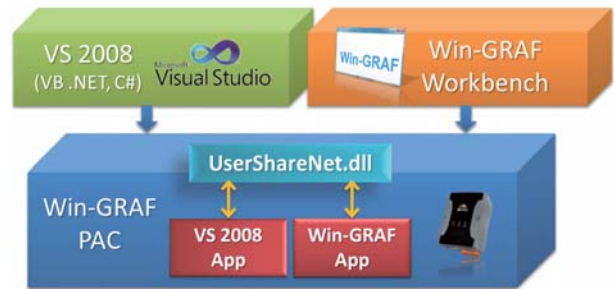 VS 2008
(VB .NET, C#)
Microsoft
Visual Studio
Win-GRAF
Win-GRAF
Workbench
UserShareNet.dll
Win-GRAF
PAC
VS 2008
App
Win-GRAF
App